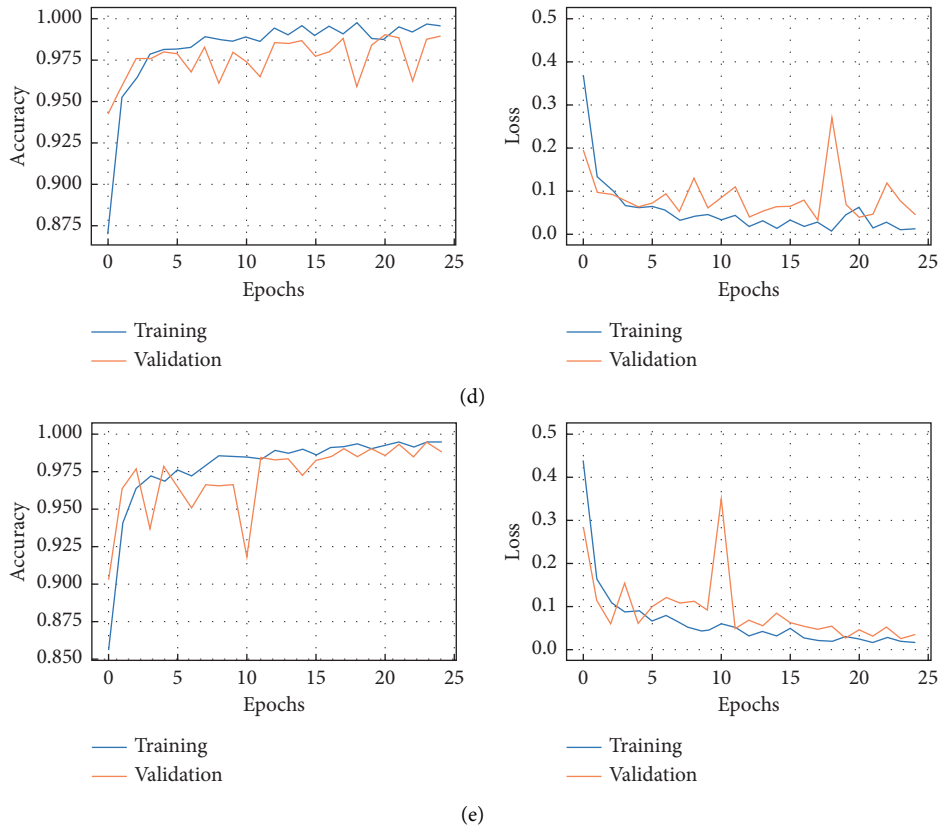 1.000
0.975
0.950
0.925
0.900
0.875
Accuracy
0 5 10 15 20 25
Epochs
Training
Validation
0.5
0.4
0.3
0.2
0.1
0.0
Loss
0 5 10 15 20 25
Epochs
Training
Validation
(d)
1.000
0.975
0.950
0.925
0.900
0.875
0.850
Accuracy
0 5 10 15 20 25
Epochs
Training
Validation
0.5
0.4
0.3
0.2
0.1
0.0
Loss
0 5 10 15 20 25
Epochs
Training
Validation
(e)